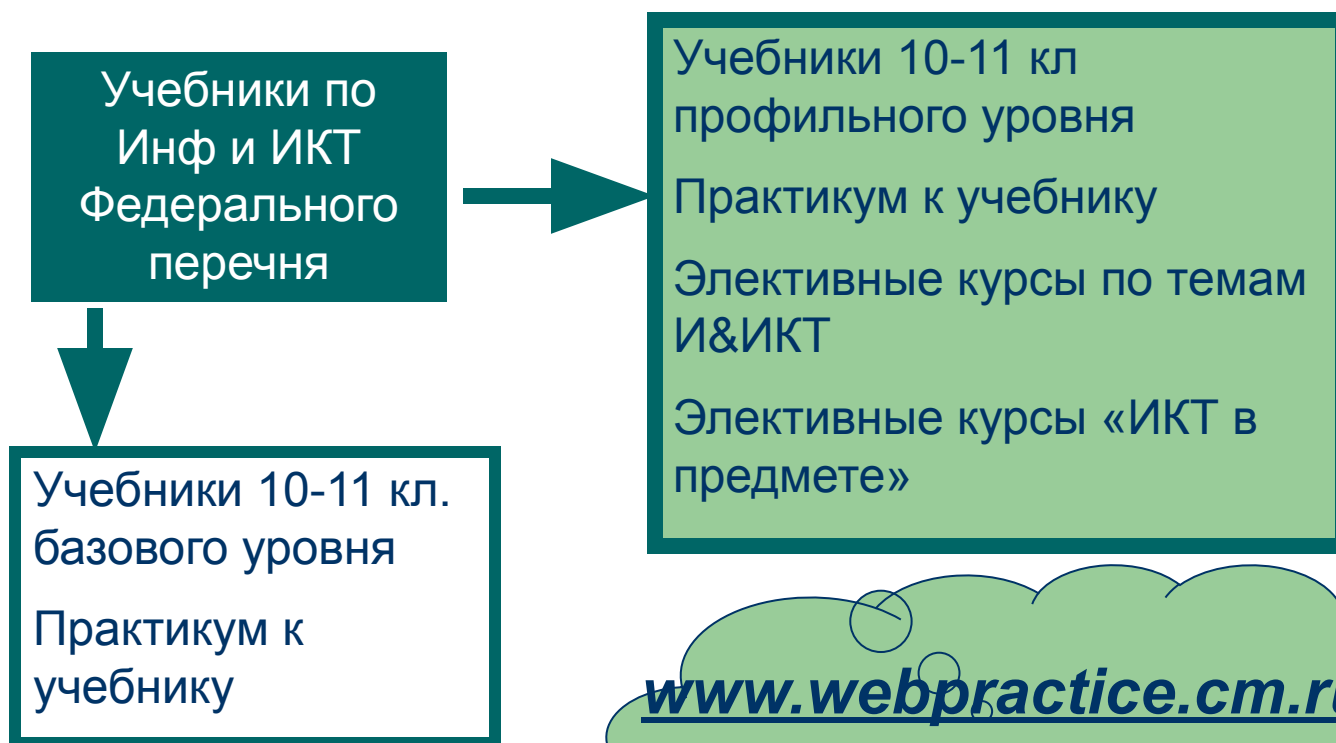 Учебники по
Инф и ИКТ
Федерального
перечня
Учебники 10-11 кл
профильного уровня
Практикум к учебнику
Элективные курсы по темам
И&ИКТ
Элективные курсы «ИКТ в
предмете»
Учебники 10-11 кл.
базового уровня
Практикум к
учебнику
www.webpractice.cm.ru